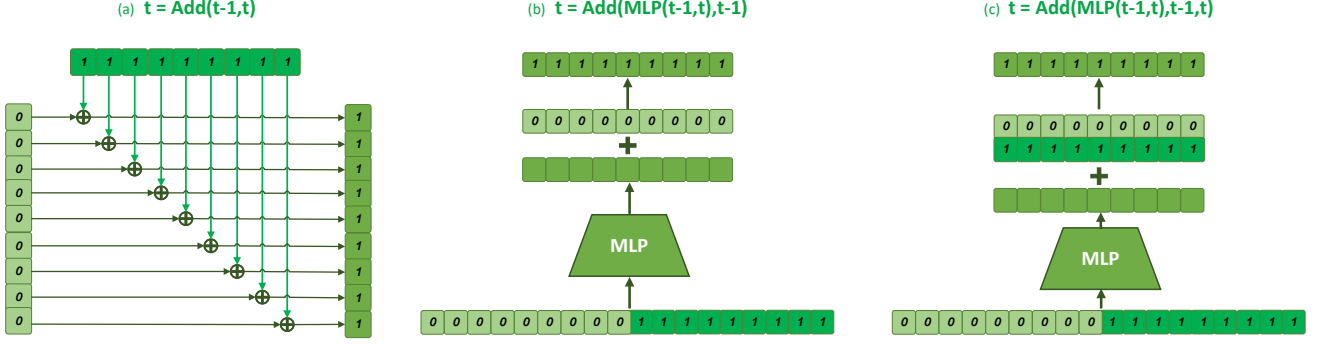 (a) t = Add(t-1,t)
1 1 1 1 1 1 1 1 1
0 1
0 1
0 1
0 1
0 1
0 1
0 1
0 1
0 1
(b) t = Add(MLP(t-1,t),t-1)
1 1 1 1 1 1 1 1 1
0 0 0 0 0 0 0 0 0
+
MLP
0 0 0 0 0 0 0 0 0 1 1 1 1 1 1 1 1
(c) t = Add(MLP(t-1,t),t-1,t)
1 1 1 1 1 1 1 1 1
0 0 0 0 0 0 0 0 0
1 1 1 1 1 1 1 1 1
+
MLP
0 0 0 0 0 0 0 0 0 1 1 1 1 1 1 1 1